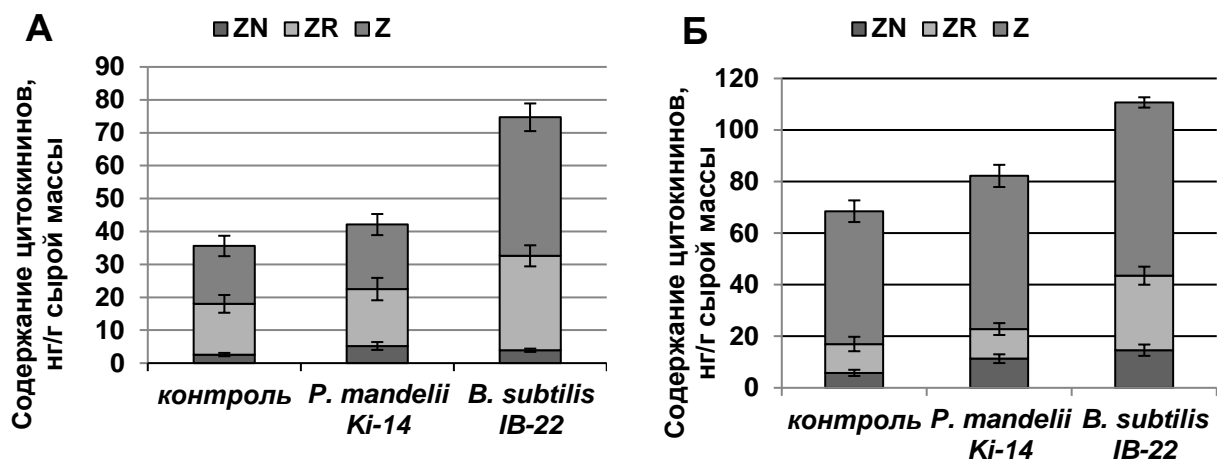 А
■ZN ■ZR ■Z
Содержание цитокининов,
нг/г сырой массы
90
80
70
60
50
40
30
20
10
0
контроль P. mandelii B. subtilis
Ki-14 IB-22
Б
■ZN ■ZR ■Z
Содержание цитокининов,
нг/г сырой массы
120
100
80
60
40
20
0
контроль P. mandelii B. subtilis
Ki-14 IB-22